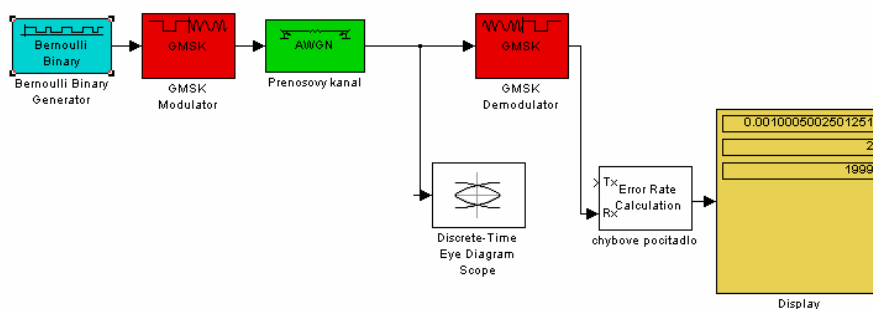 Bernoulli
Binary
Bernoulli Binary
Generator
GMSK
GMSK
Modulator
AWGN
Prenosovy kanal
GMSK
GMSK
Demodulator
Discrete-Time
Eye Diagram
Scope
Tx
Error Rate
Calculation
Rx
chybove pocitadlo
0.0010005002501251
2
1999
Display